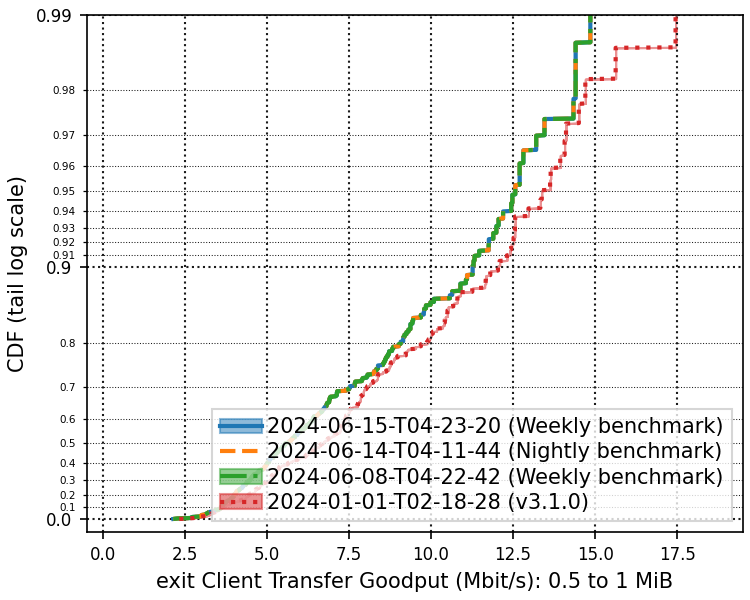 0.99
0.98
0.97
0.96
0.95
0.94
0.93
0.92
0.91
0.9
0.8
0.7
0.6
0.5
0.4
0.3
0.2
0.1
0.0
CDF (tail log scale)
2024-06-15-T04-23-20 (Weekly benchmark)
2024-06-14-T04-11-44 (Nightly benchmark)
2024-06-08-T04-22-42 (Weekly benchmark)
2024-01-01-T02-18-28 (v3.1.0)
0.0 2.5 5.0 7.5 10.0 12.5 15.0 17.5
exit Client Transfer Goodput (Mbit/s): 0.5 to 1 MiB